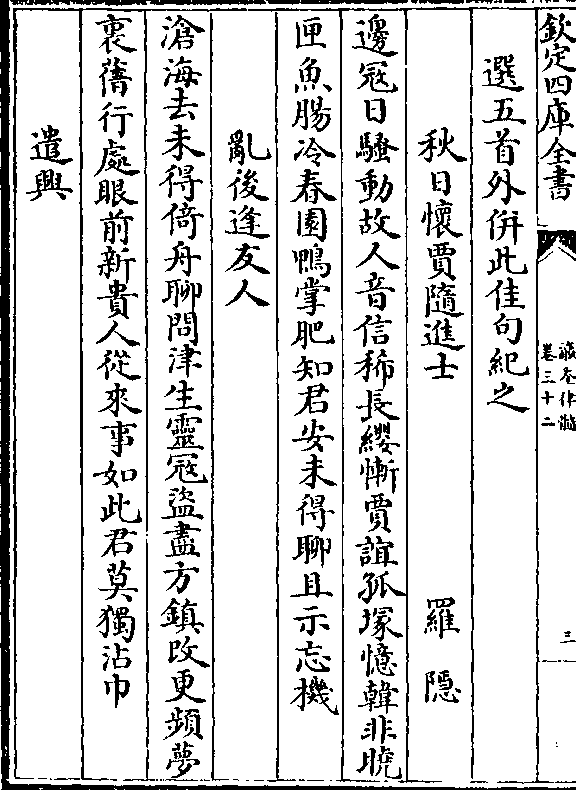 欽定四庫全書
瀛奎律髓
卷三十二
三
選五首外併此佳句紀之
秋日懷賈隨進士
羅隱
邊冦日騷動故人音信稀長纓慚賈誼孤塚憶韓非曉
匣魚腸冷春園鴨掌肥知君安未得聊且示忘機
亂後逢友人
滄海去未得倚舟聊問津生靈冦盗盡方鎮改更頻夢
裏舊行處眼前新貴人從來事如此君莫獨沾巾
遣興